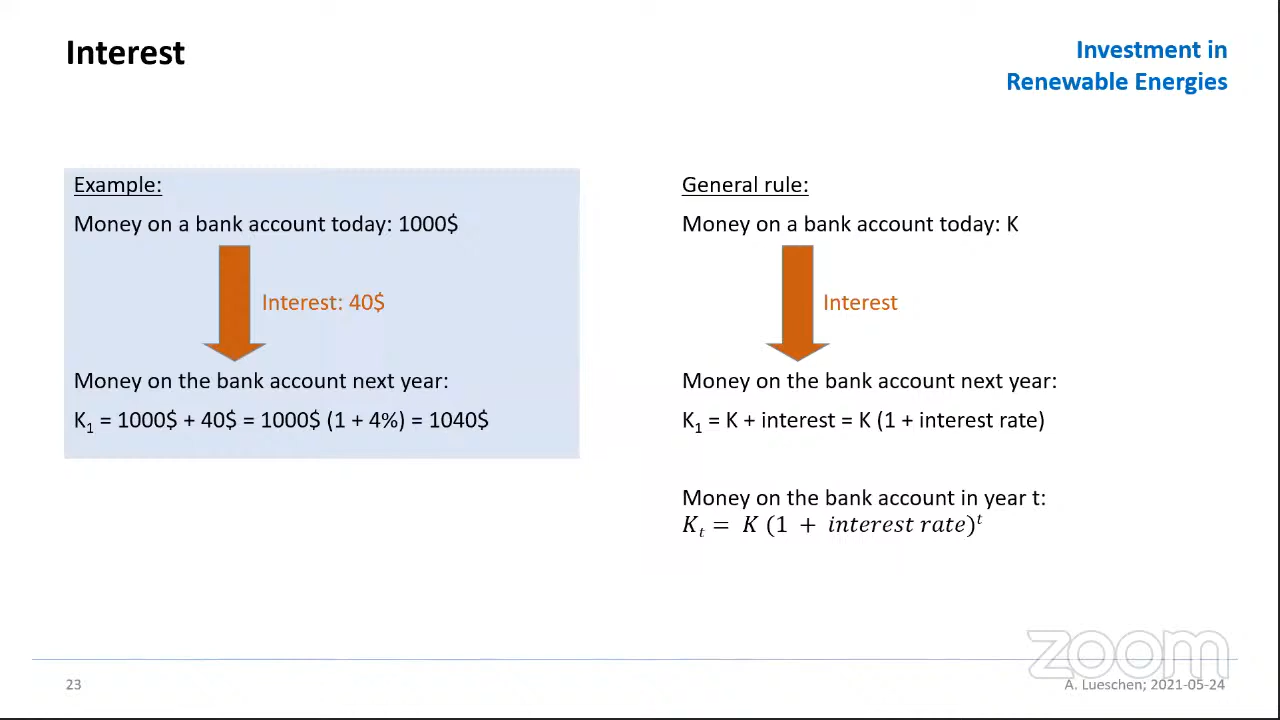 Interest
Investment in
Renewable Energies
Example:
Money on a bank account today: 1000$
Interest: 40$
Money on the bank account next year:
K₁ = 1000$ + 40$ = 1000$ (1 + 4%) = 1040$
General rule:
Money on a bank account today: K
Interest
Money on the bank account next year:
K₁ = K + interest = K (1 + interest rate)
Money on the bank account in year t:
Kₜ = K (1 + interest rate)ᵗ
zoom
23
A. Lueschen; 2021-05-24